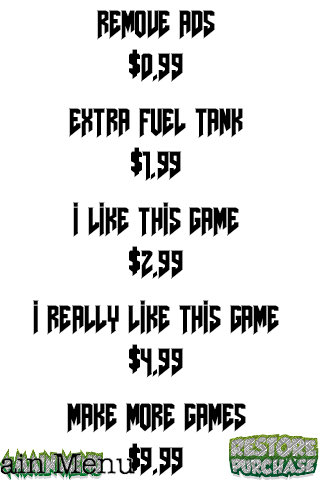 REMOVE ADS
$0.99
EXTRA FUEL TANK
$1.99
I LIKE THIS GAME
$2.99
I REALLY LIKE THIS GAME
$4.99
MAKE MORE GAMES
$9.99
ain Menu
RESTORE
PURCHASE